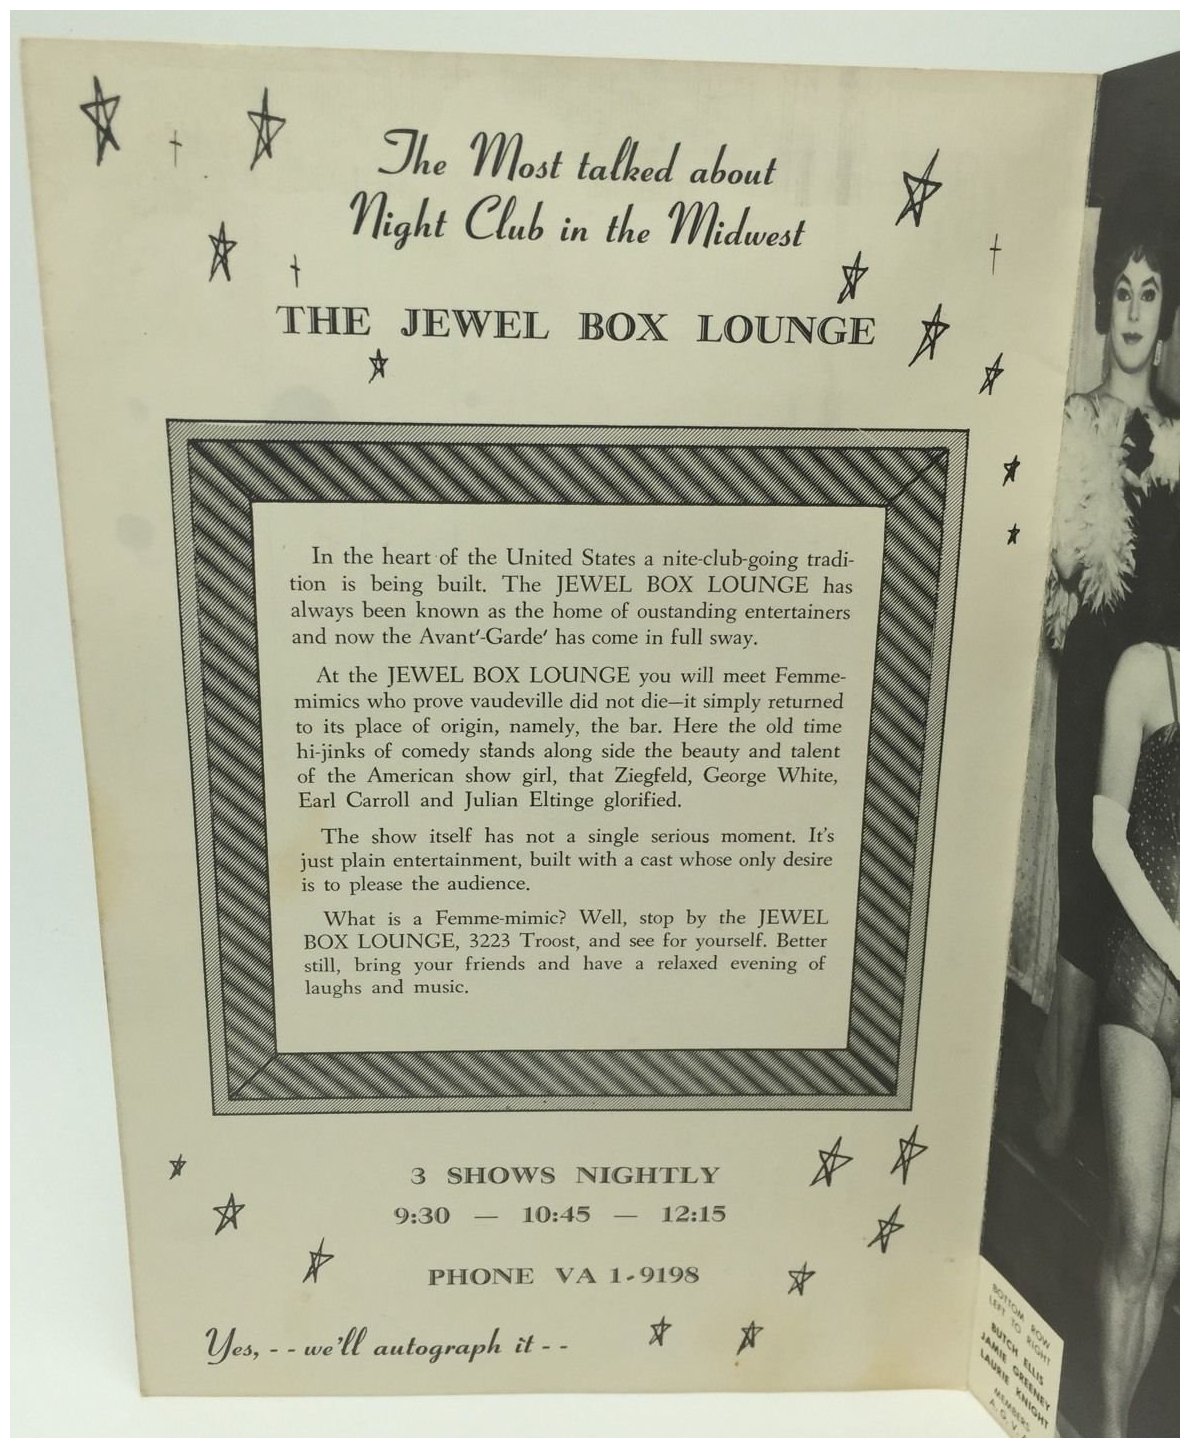 The Most talked about
Night Club in the Midwest
THE JEWEL BOX LOUNGE
In the heart of the United States a nite-club-going tradi-
tion is being built. The JEWEL BOX LOUNGE has
always been known as the home of oustanding entertainers
and now the Avant'-Garde' has come in full sway.
At the JEWEL BOX LOUNGE you will meet Femme-
mimics who prove vaudeville did not die—it simply returned
to its place of origin, namely, the bar. Here the old time
hi-jinks of comedy stands along side the beauty and talent
of the American show girl, that Ziegfeld, George White,
Earl Carroll and Julian Eltinge glorified.
The show itself has not a single serious moment. It's
just plain entertainment, built with a cast whose only desire
is to please the audience.
What is a Femme-mimic? Well, stop by the JEWEL
BOX LOUNGE, 3223 Troost, and see for yourself. Better
still, bring your friends and have a relaxed evening of
laughs and music.
3 SHOWS NIGHTLY
9:30 — 10:45 — 12:15
PHONE VA 1-9198
Yes, - - we'll autograph it - -
BOTTOM ROW
LEFT TO RIGHT
BUTCH ELLIS
JAMIE GREENEY
LAURIE KNIGHT
MEMBERS
A. G. V. A.